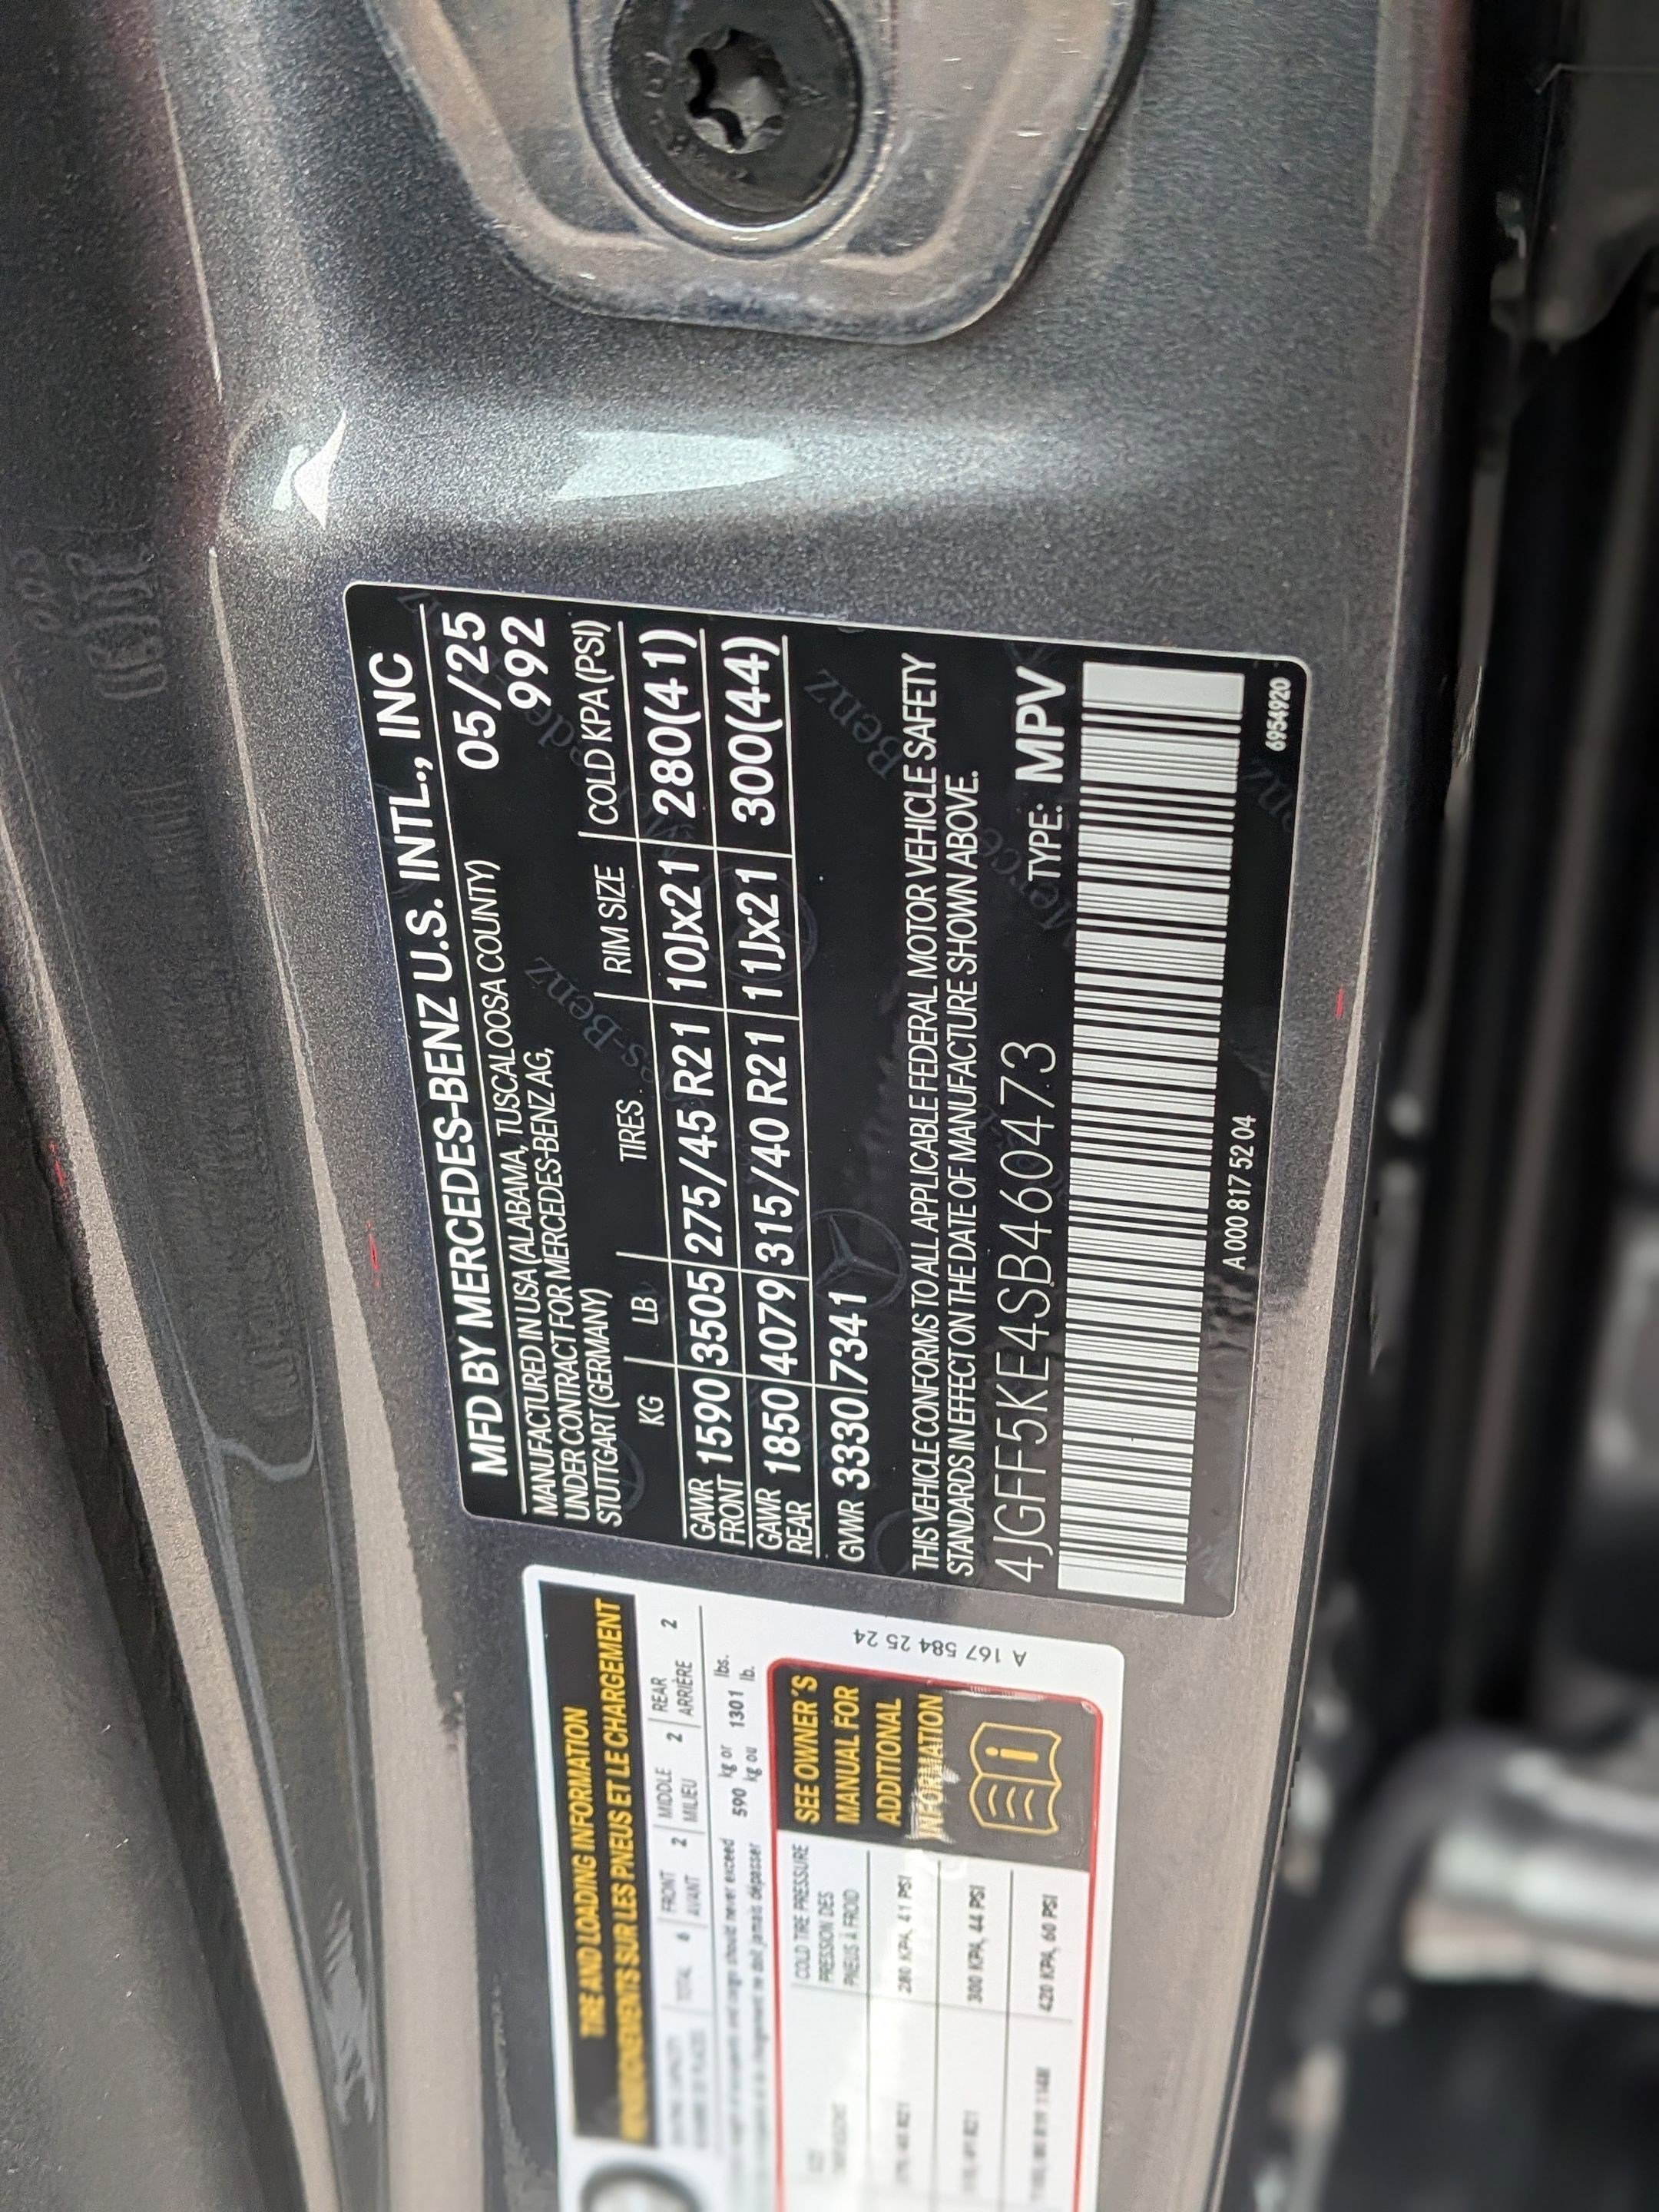 MFD BY MERCEDES-BENZ U.S. INTL., INC
MANUFACTURED IN USA (ALABAMA, TUSCALOOSA COUNTY) 05/25
UNDER CONTRACT FOR MERCEDES-BENZ AG, 992
STUTTGART (GERMANY)
KG LB TIRES RIM SIZE COLD KPA (PSI)
GAWR FRONT 1590 3505 275/45 R21 10Jx21 280(41)
GAWR REAR 1850 4079 315/40 R21 11Jx21 300(44)
GVWR 3330 7341
THIS VEHICLE CONFORMS TO ALL APPLICABLE FEDERAL MOTOR VEHICLE SAFETY
STANDARDS IN EFFECT ON THE DATE OF MANUFACTURE SHOWN ABOVE.
4JGFF5KE4SB460473 TYPE: MPV
A 000 817 52 04 6954920
TIRE AND LOADING INFORMATION
RENSEIGNEMENTS SUR LES PNEUS ET LE CHARGEMENT
TOTAL 6 FRONT AVANT 2 MIDDLE MILIEU 2 REAR ARRIÈRE 2
should never exceed 590 kg or 1301 lbs.
ne doit jamais dépasser kg ou lb.
COLD TIRE PRESSURE
PRESSION DES
PNEUS À FROID
280 KPA, 41 PSI
300 KPA, 44 PSI
420 KPA, 60 PSI
SEE OWNER'S
MANUAL FOR
ADDITIONAL
INFORMATION
A 167 584 25 24